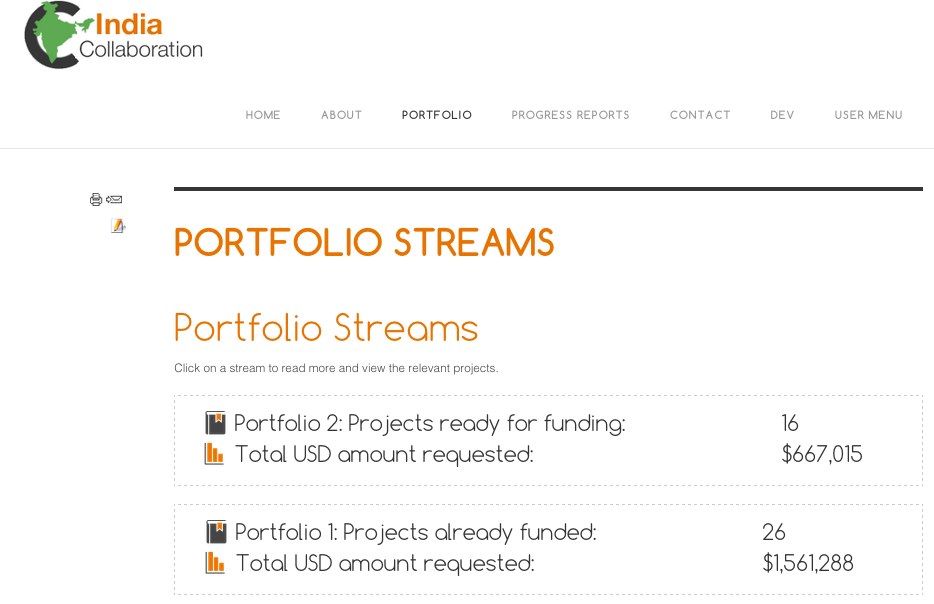 India
Collaboration
HOME ABOUT PORTFOLIO PROGRESS REPORTS CONTACT DEV USER MENU
PORTFOLIO STREAMS
Portfolio Streams
Click on a stream to read more and view the relevant projects.
Portfolio 2: Projects ready for funding: 16
Total USD amount requested: $667,015
Portfolio 1: Projects already funded: 26
Total USD amount requested: $1,561,288